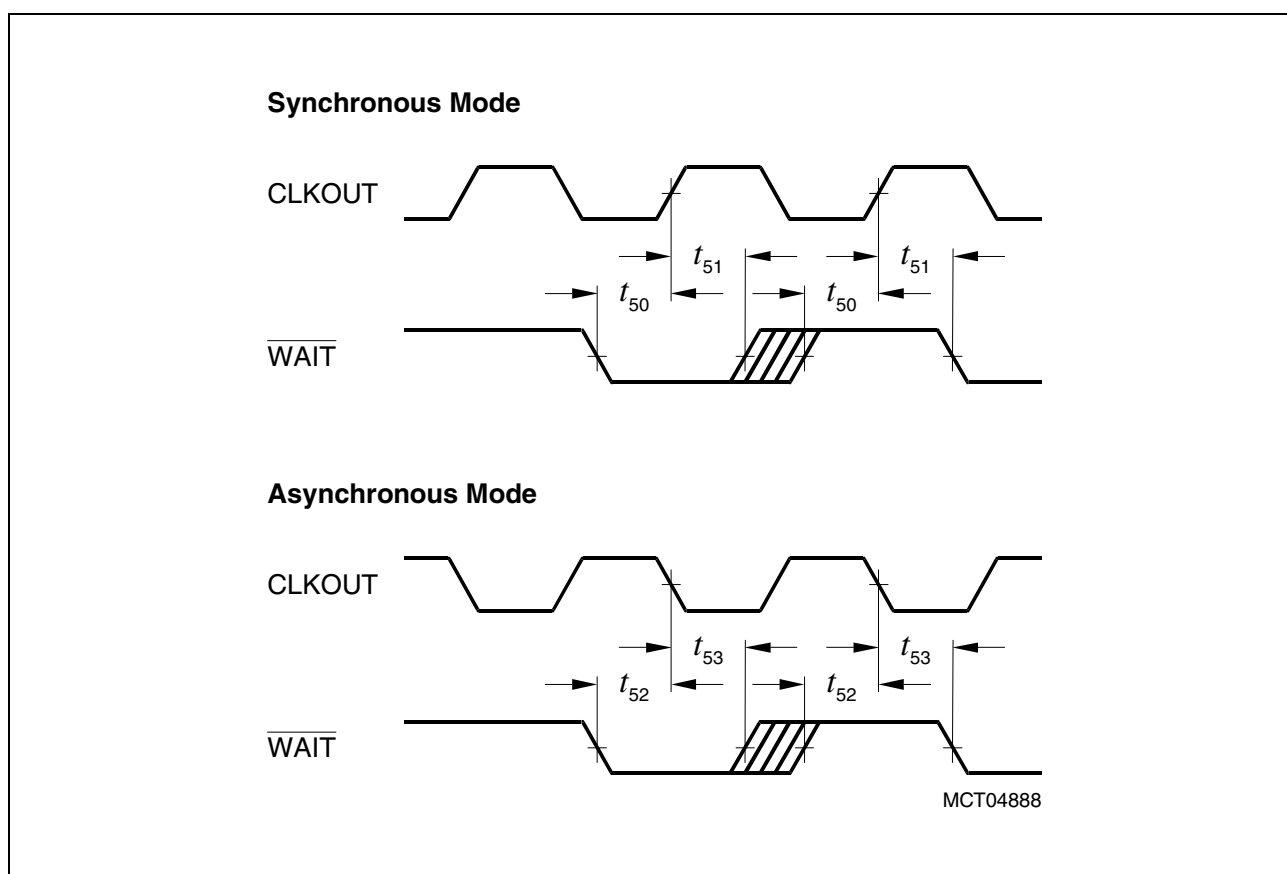 Synchronous Mode
CLKOUT
t51 t51
t50 t50
WAIT
Asynchronous Mode
CLKOUT
t53 t53
t52 t52
WAIT
MCT04888